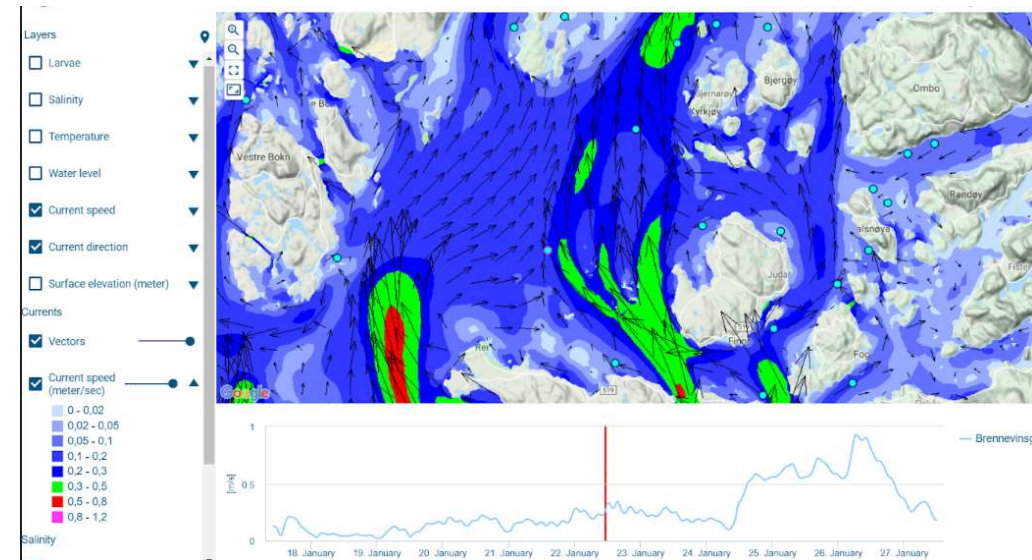 Layers
Larvae
Salinity
Temperature
Water level
Current speed
Current direction
Surface elevation (meter)
Currents
Vectors
Current speed
(meter/sec)
0 - 0,02
0,02 - 0,05
0,05 - 0,1
0,1 - 0,2
0,2 - 0,3
0,3 - 0,5
0,5 - 0,8
0,8 - 1,2
Salinity
Vestre Bokn
Bjergøy
Kyrkjøy
Ombo
Randøy
Fister
519
Google
1
0.5
0
[m/s]
18. January
19. January
20. January
21. January
22. January
23. January
24. January
25. January
26. January
27. January